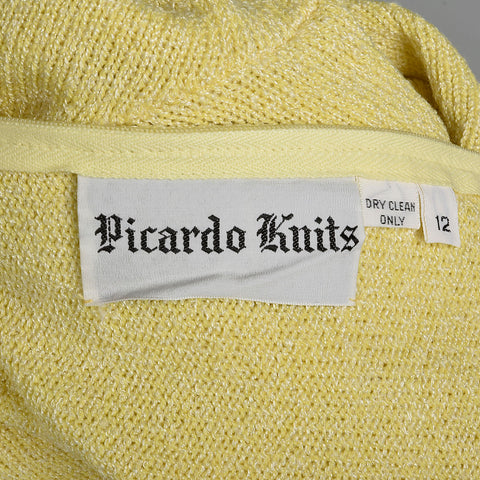 Picardo Knits
DRY CLEAN
ONLY
12